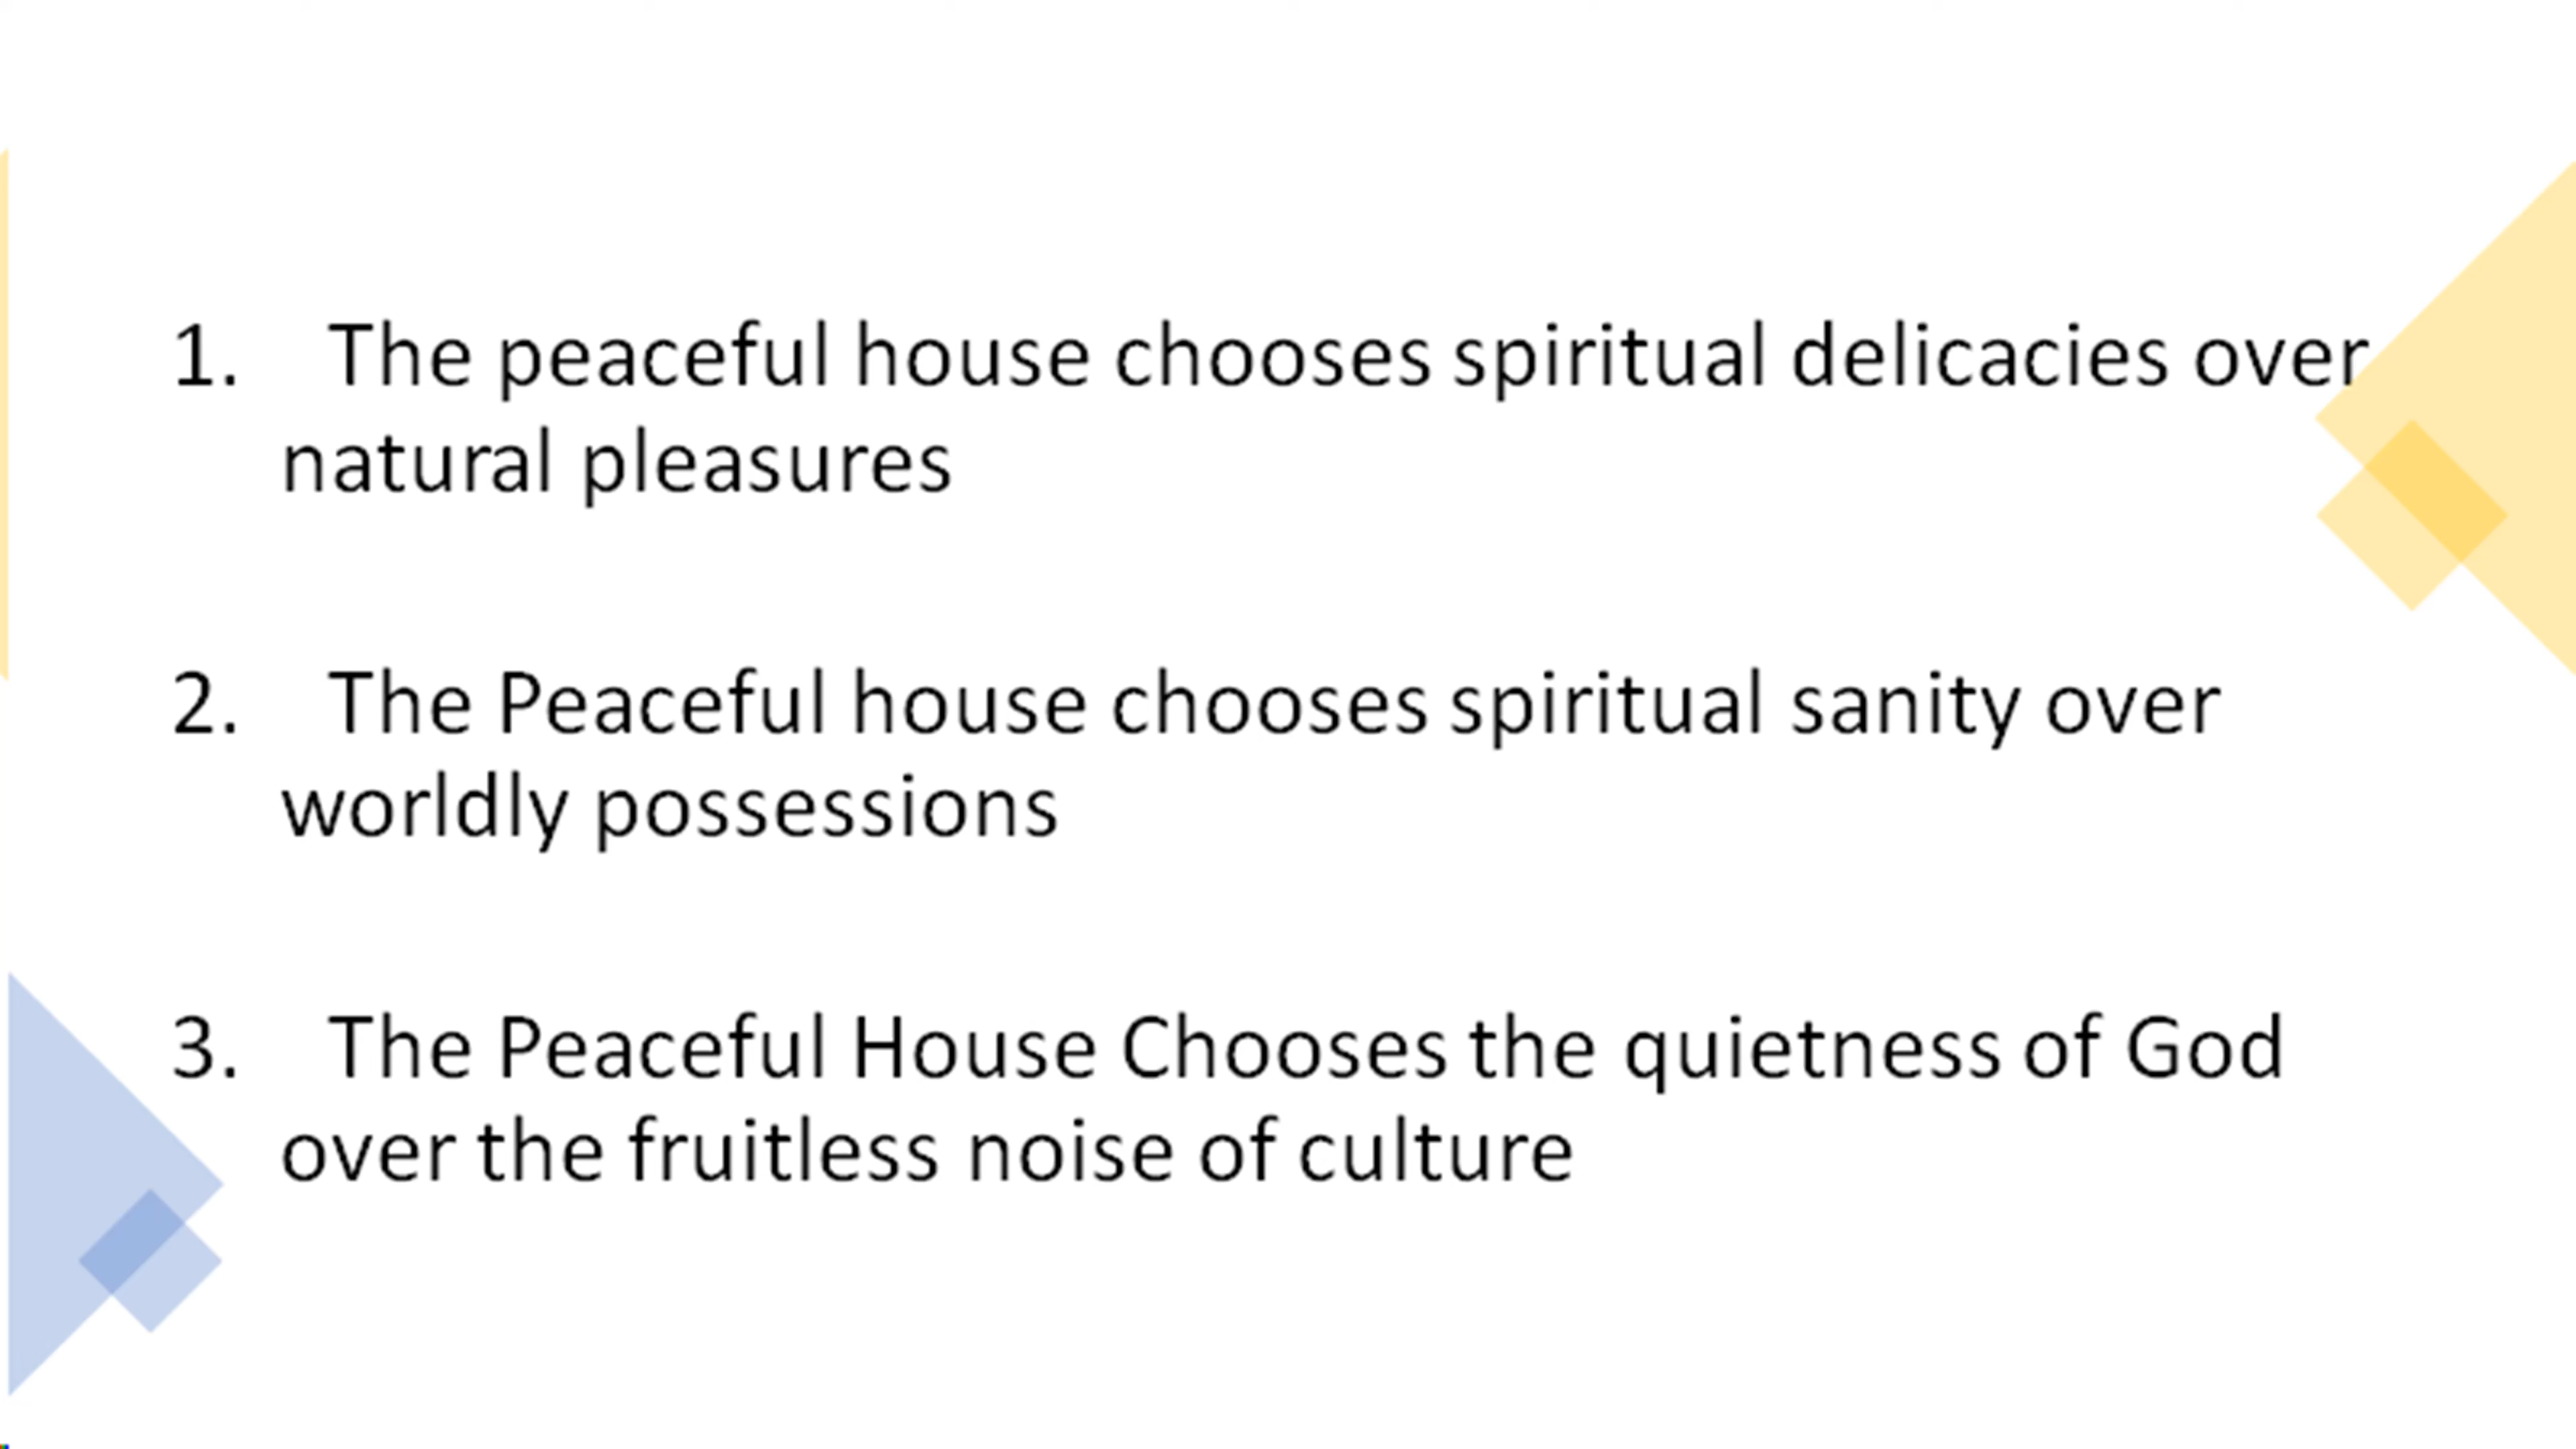 1. The peaceful house chooses spiritual delicacies over
natural pleasures
2. The Peaceful house chooses spiritual sanity over
worldly possessions
3. The Peaceful House Chooses the quietness of God
over the fruitless noise of culture